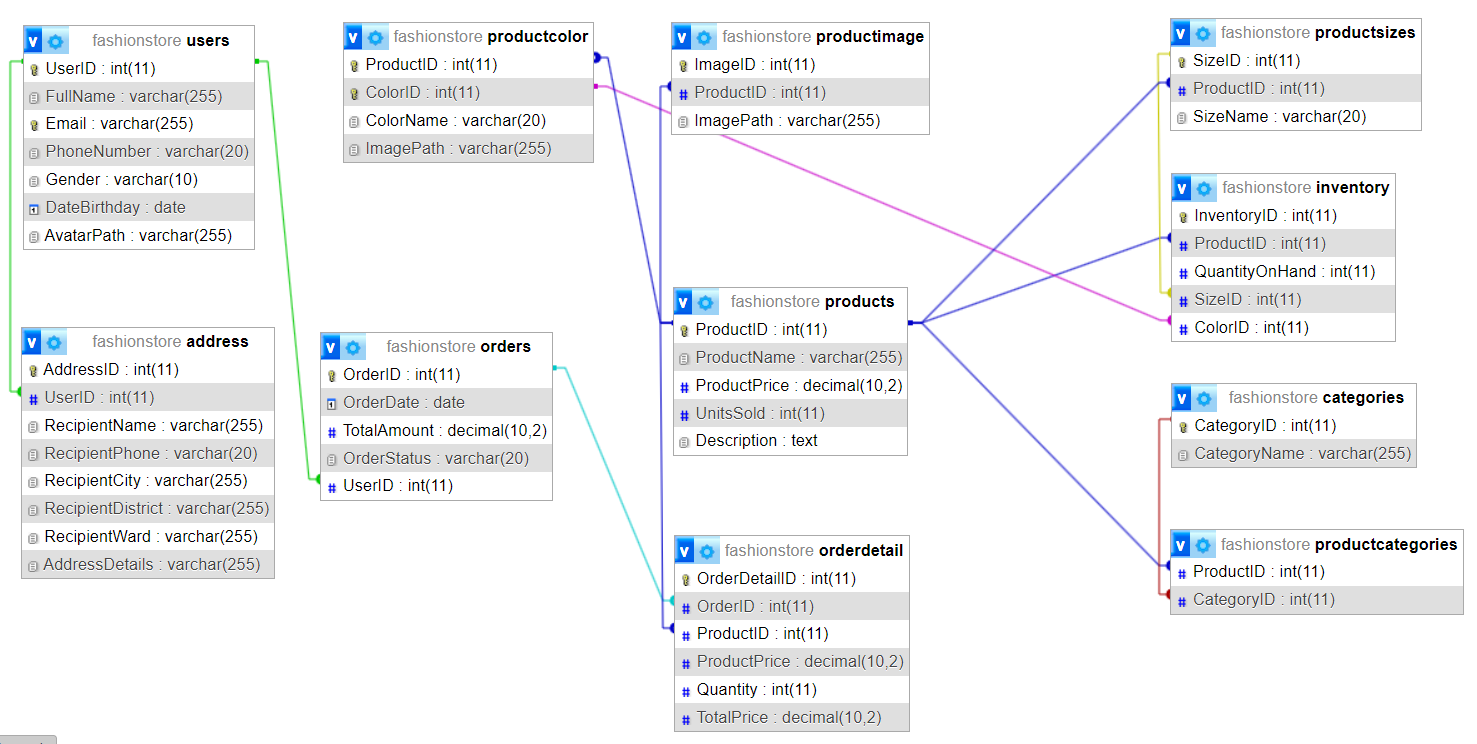 fashionstore users
UserID : int(11)
FullName : varchar(255)
Email : varchar(255)
PhoneNumber : varchar(20)
Gender : varchar(10)
DateBirthday : date
AvatarPath : varchar(255)
fashionstore productcolor
ProductID : int(11)
ColorID : int(11)
ColorName : varchar(20)
ImagePath : varchar(255)
fashionstore productimage
ImageID : int(11)
ProductID : int(11)
ImagePath : varchar(255)
fashionstore productsizes
SizeID : int(11)
ProductID : int(11)
SizeName : varchar(20)
fashionstore inventory
InventoryID : int(11)
ProductID : int(11)
QuantityOnHand : int(11)
SizeID : int(11)
ColorID : int(11)
fashionstore products
ProductID : int(11)
ProductName : varchar(255)
ProductPrice : decimal(10,2)
UnitsSold : int(11)
Description : text
fashionstore address
AddressID : int(11)
UserID : int(11)
RecipientName : varchar(255)
RecipientPhone : varchar(20)
RecipientCity : varchar(255)
RecipientDistrict : varchar(255)
RecipientWard : varchar(255)
AddressDetails : varchar(255)
fashionstore orders
OrderID : int(11)
OrderDate : date
TotalAmount : decimal(10,2)
OrderStatus : varchar(20)
UserID : int(11)
fashionstore categories
CategoryID : int(11)
CategoryName : varchar(255)
fashionstore orderdetail
OrderDetailID : int(11)
OrderID : int(11)
ProductID : int(11)
ProductPrice : decimal(10,2)
Quantity : int(11)
TotalPrice : decimal(10,2)
fashionstore productcategories
ProductID : int(11)
CategoryID : int(11)